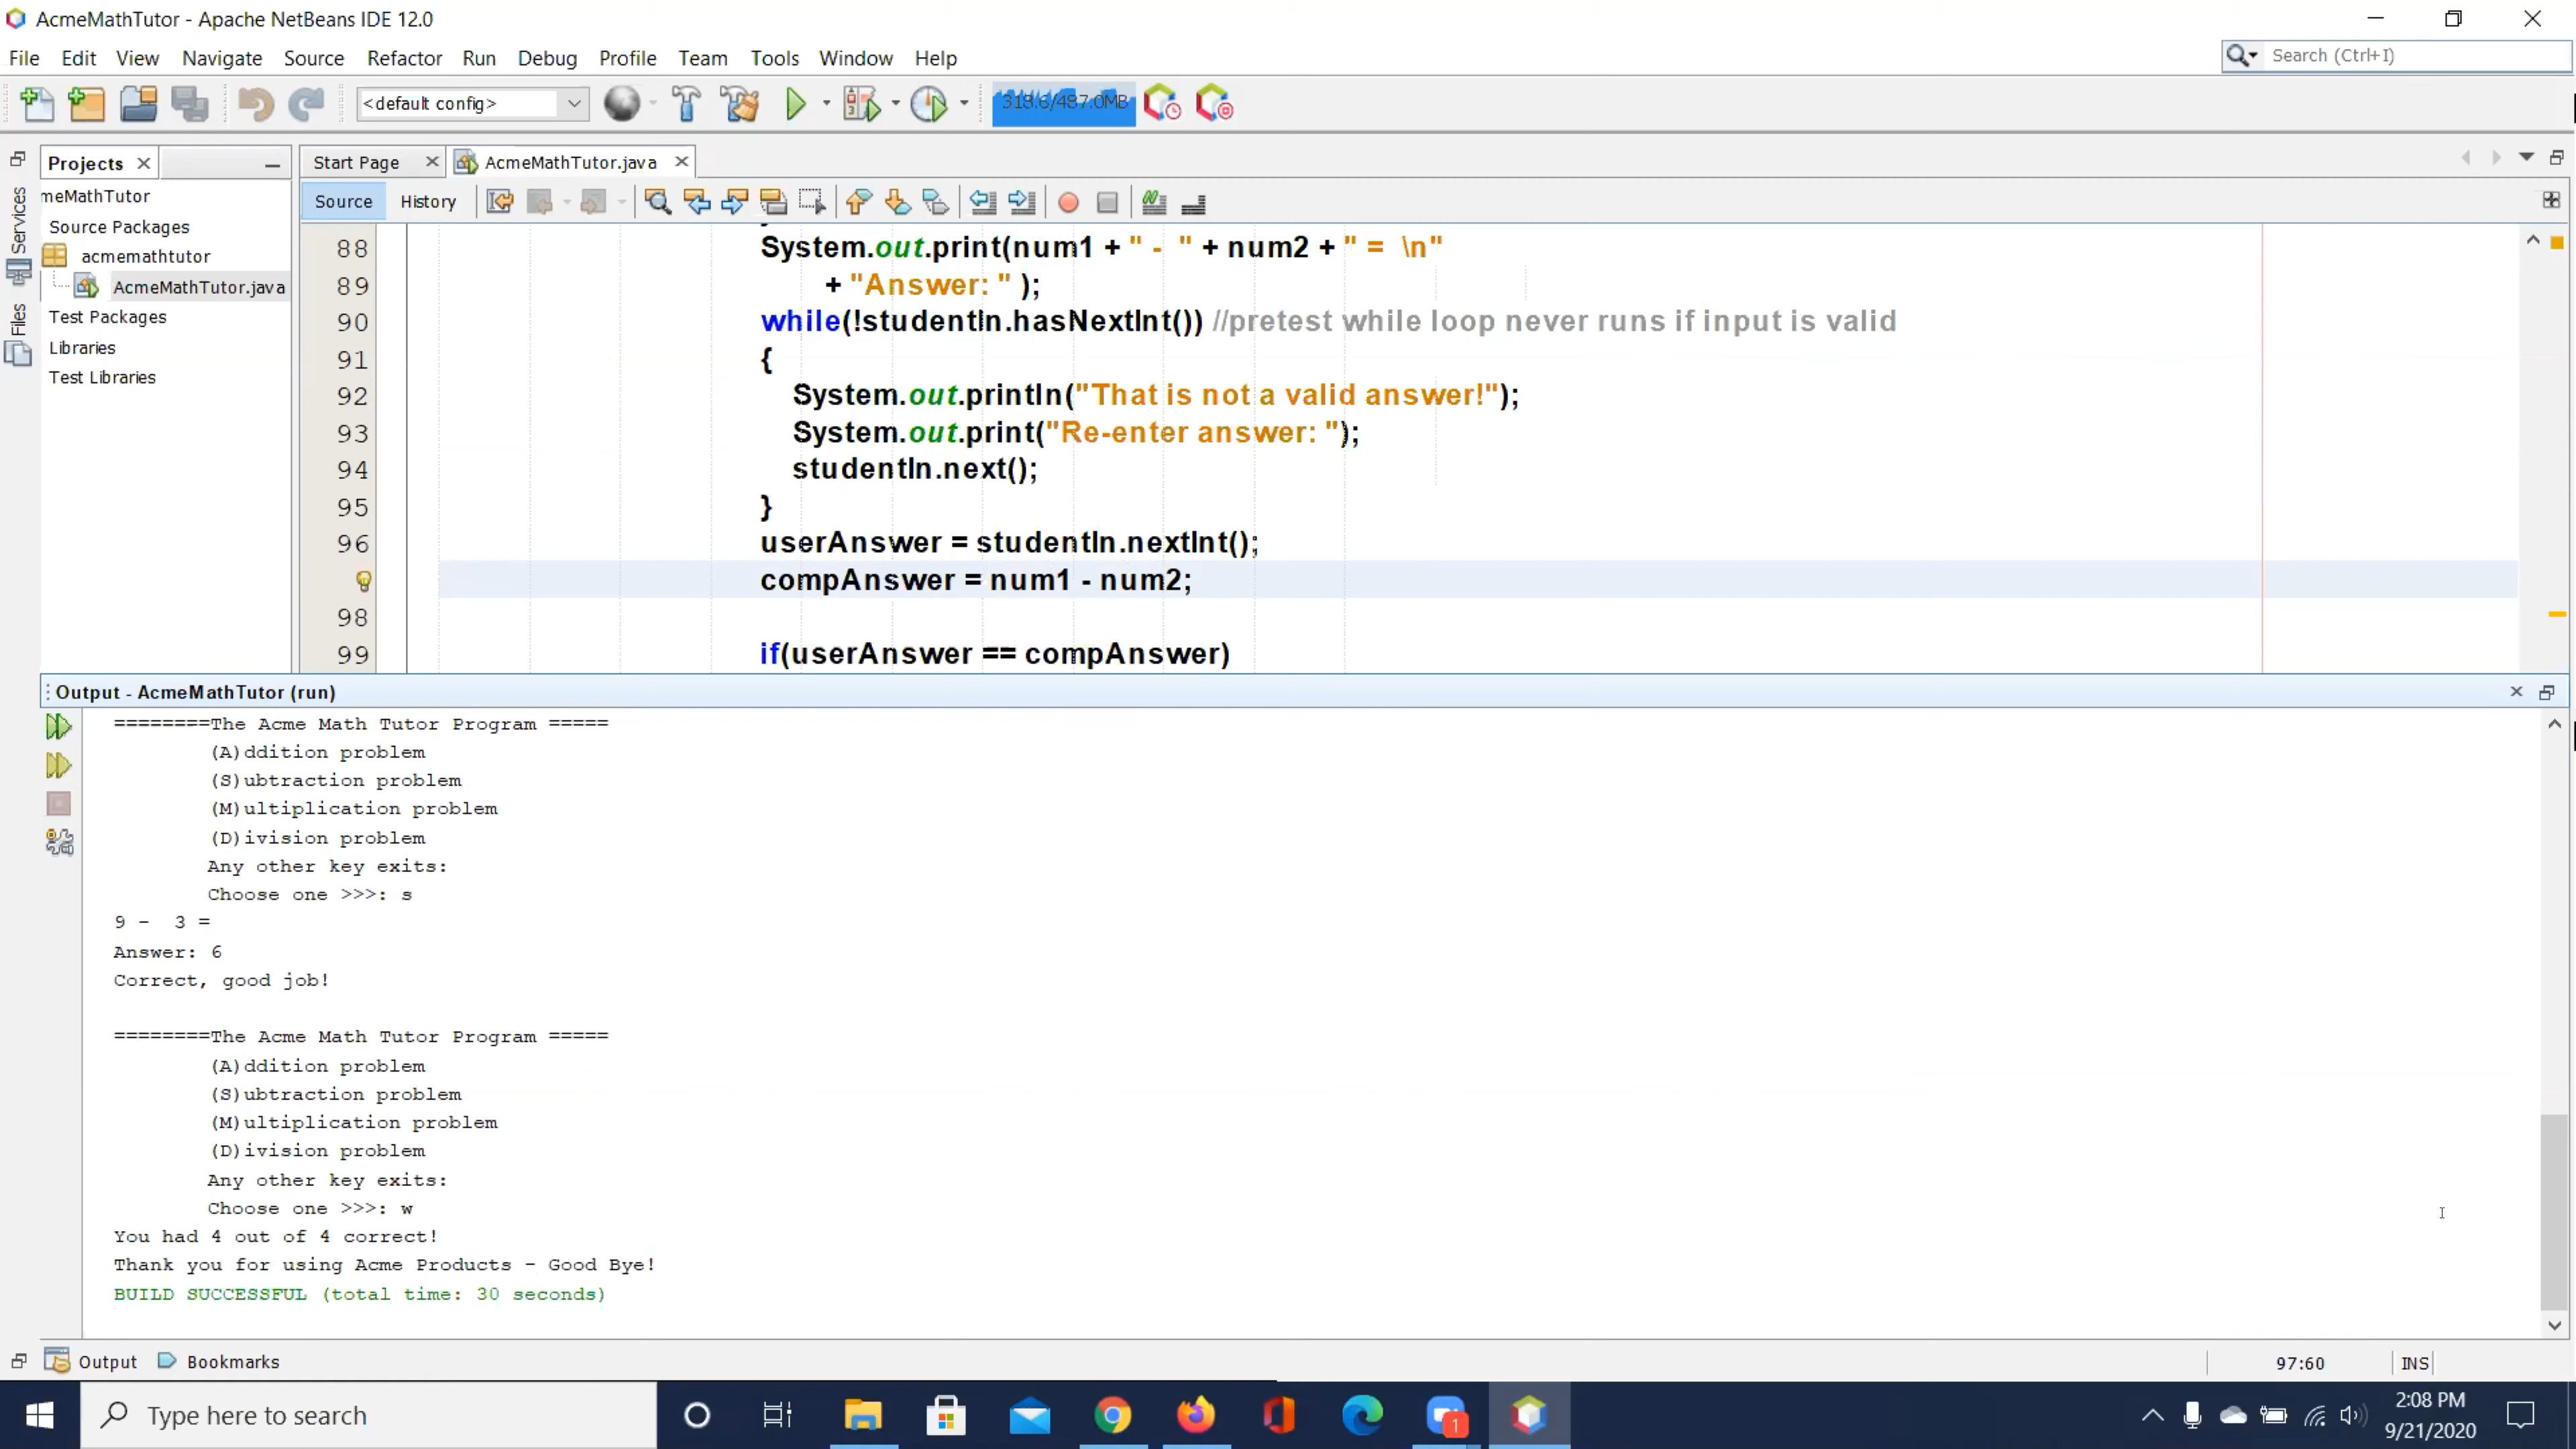 AcmeMathTutor - Apache NetBeans IDE 12.0
File Edit View Navigate Source Refactor Run Debug Profile Team Tools Window Help
Search (Ctrl+I)
<default config>
318.6/487.0MB
Projects
Start Page
AcmeMathTutor.java
Services
Files
meMathTutor
Source Packages
acmemathtutor
AcmeMathTutor.java
Test Packages
Libraries
Test Libraries
Source History
88 System.out.print(num1 + " -  " + num2 + " =  \n"
89 + "Answer: " );
90 while(!studentIn.hasNextInt()) //pretest while loop never runs if input is valid
91 {
92 System.out.println("That is not a valid answer!");
93 System.out.print("Re-enter answer: ");
94 studentIn.next();
95 }
96 userAnswer = studentIn.nextInt();
compAnswer = num1 - num2;
98
99 if(userAnswer == compAnswer)
Output - AcmeMathTutor (run)
========The Acme Math Tutor Program =====
(A)ddition problem
(S)ubtraction problem
(M)ultiplication problem
(D)ivision problem
Any other key exits:
Choose one >>>: s
9 -  3 =
Answer: 6
Correct, good job!
========The Acme Math Tutor Program =====
(A)ddition problem
(S)ubtraction problem
(M)ultiplication problem
(D)ivision problem
Any other key exits:
Choose one >>>: w
You had 4 out of 4 correct!
Thank you for using Acme Products - Good Bye!
BUILD SUCCESSFUL (total time: 30 seconds)
Output Bookmarks
97:60
INS
Type here to search
1
2:08 PM
9/21/2020